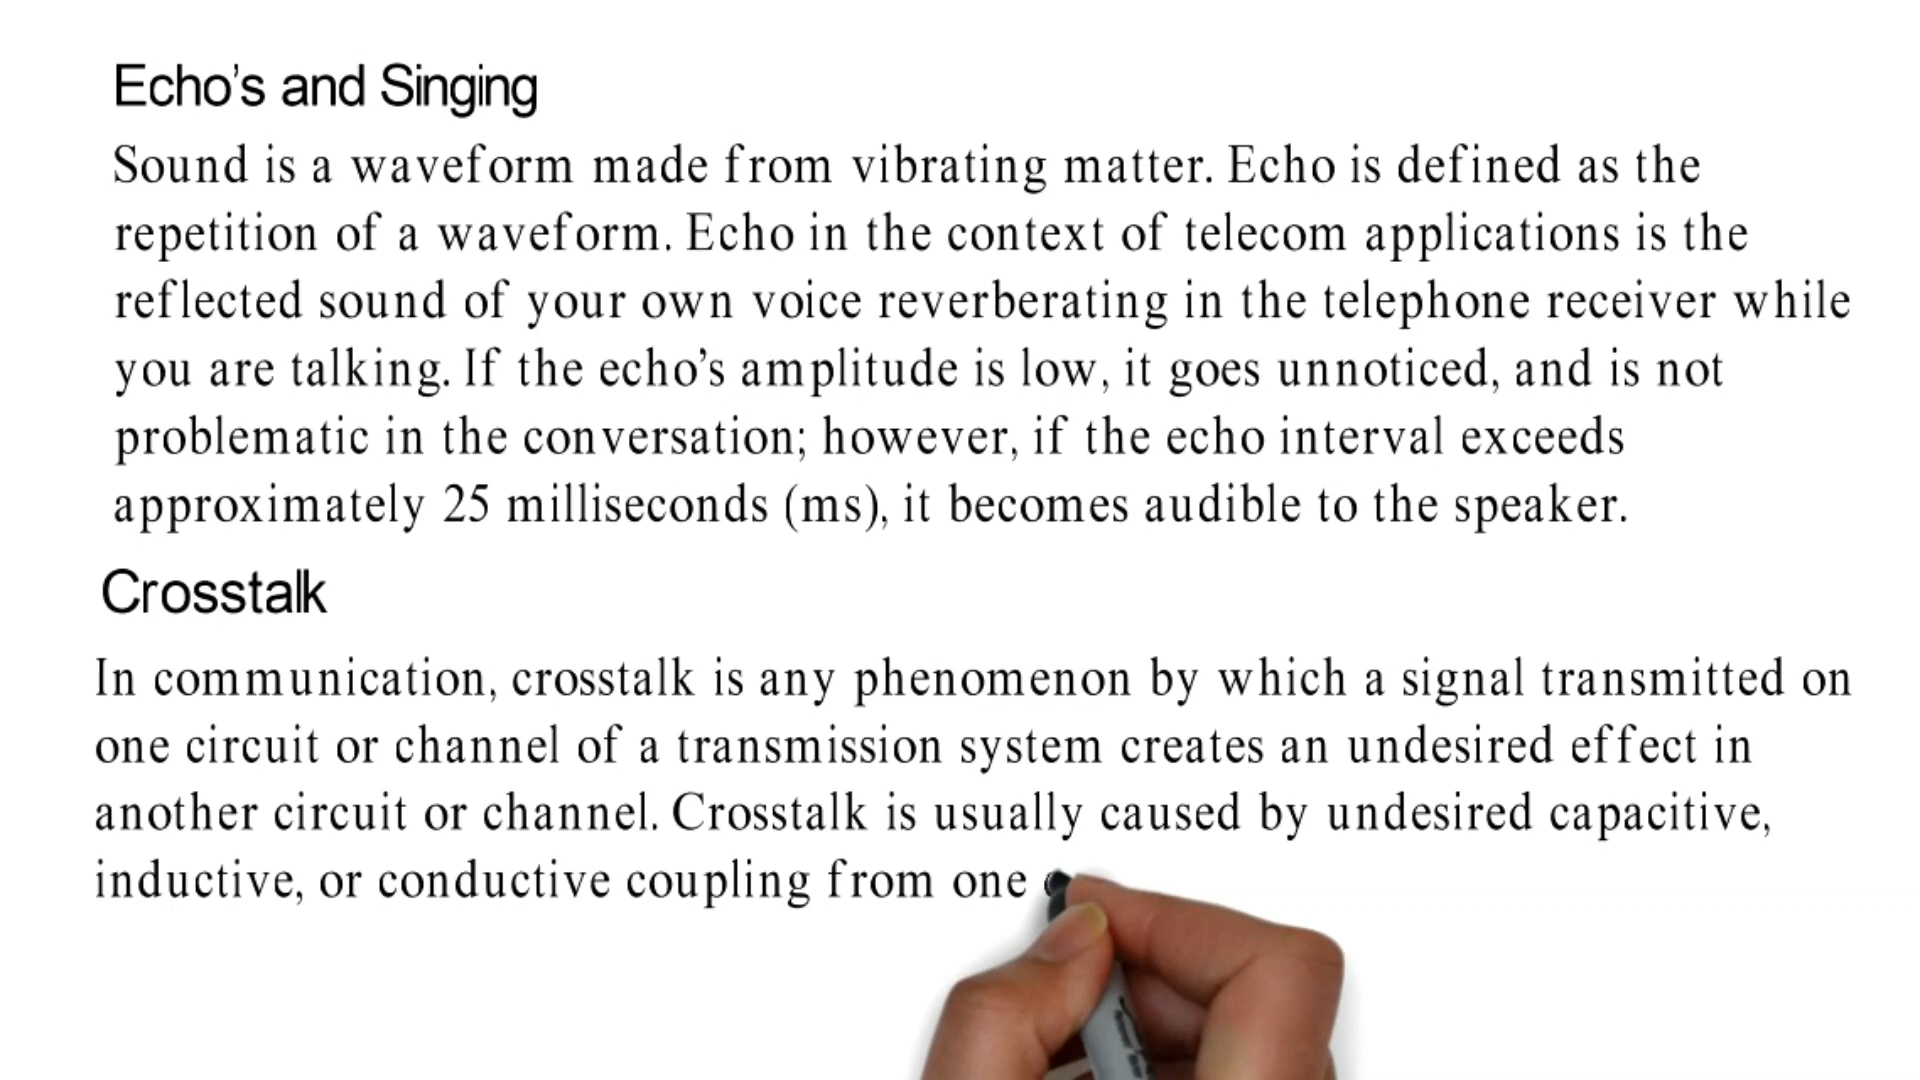 Echo’s and Singing
Sound is a waveform made from vibrating matter. Echo is defined as the
repetition of a waveform. Echo in the context of telecom applications is the
reflected sound of your own voice reverberating in the telephone receiver while
you are talking. If the echo’s amplitude is low, it goes unnoticed, and is not
problematic in the conversation; however, if the echo interval exceeds
approximately 25 milliseconds (ms), it becomes audible to the speaker.
Crosstalk
In communication, crosstalk is any phenomenon by which a signal transmitted on
one circuit or channel of a transmission system creates an undesired effect in
another circuit or channel. Crosstalk is usually caused by undesired capacitive,
inductive, or conductive coupling from one